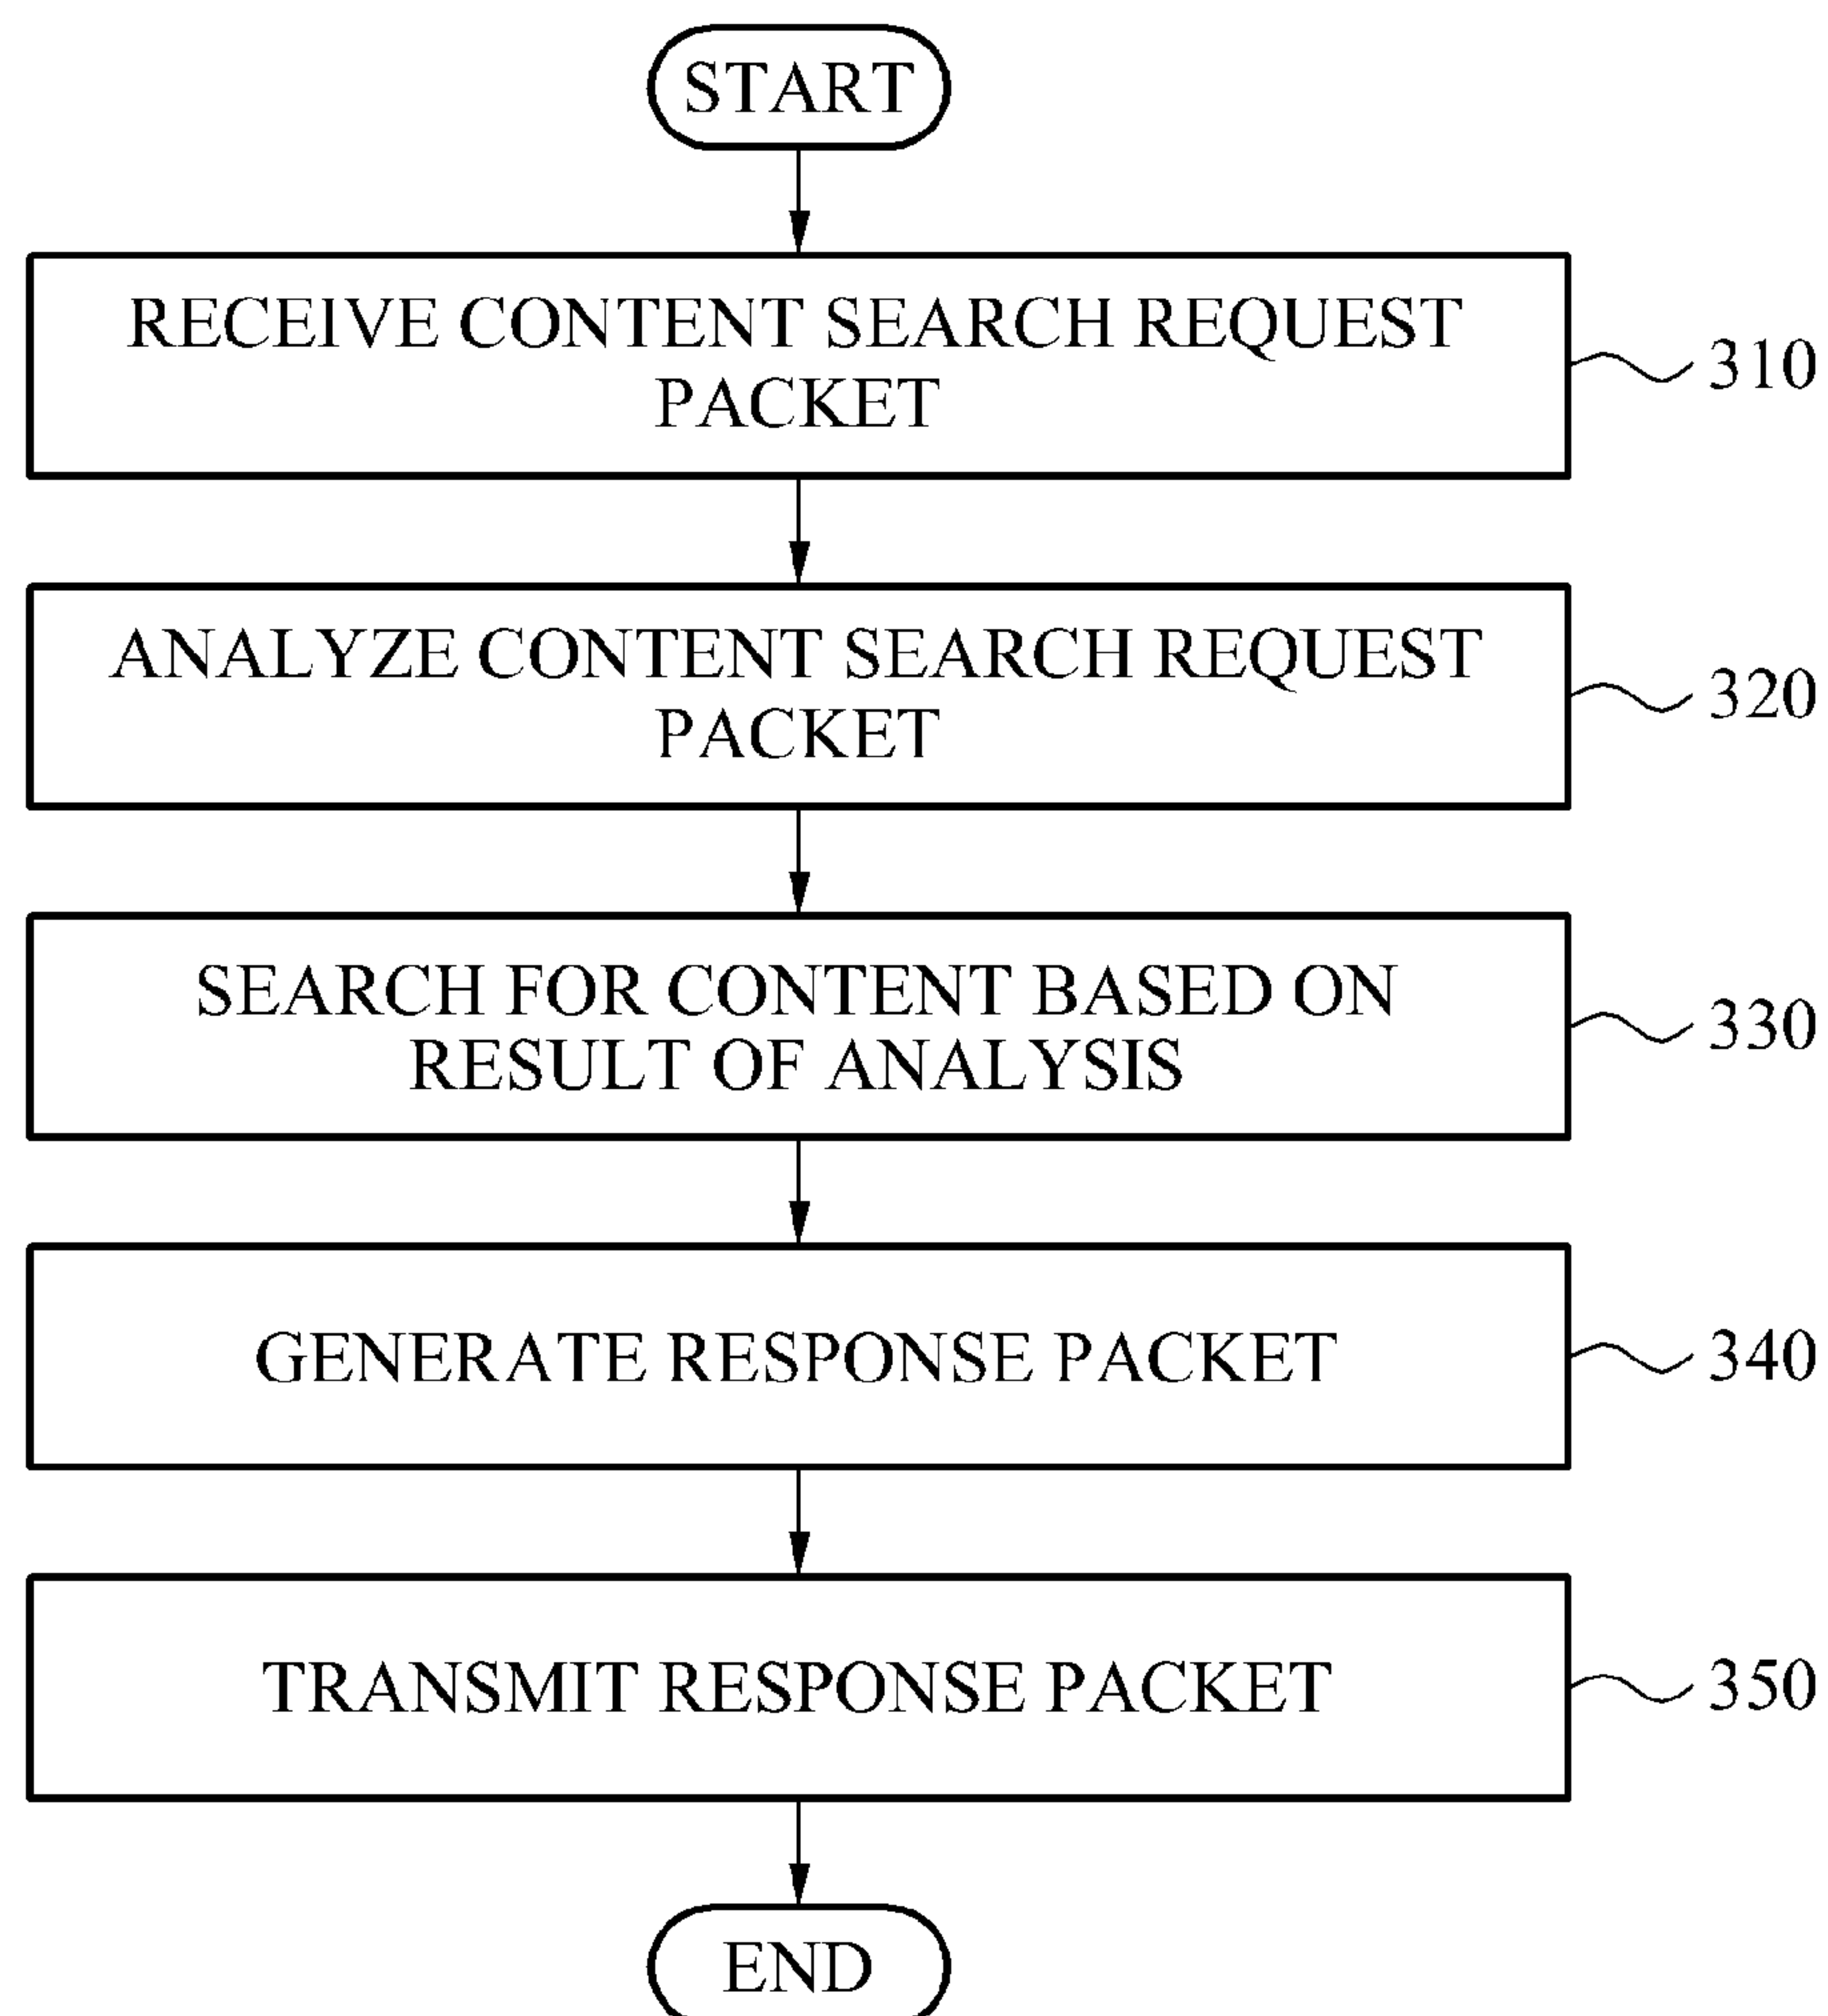 START
RECEIVE CONTENT SEARCH REQUEST
PACKET
310
ANALYZE CONTENT SEARCH REQUEST
PACKET
320
SEARCH FOR CONTENT BASED ON
RESULT OF ANALYSIS
330
GENERATE RESPONSE PACKET
340
TRANSMIT RESPONSE PACKET
350
END